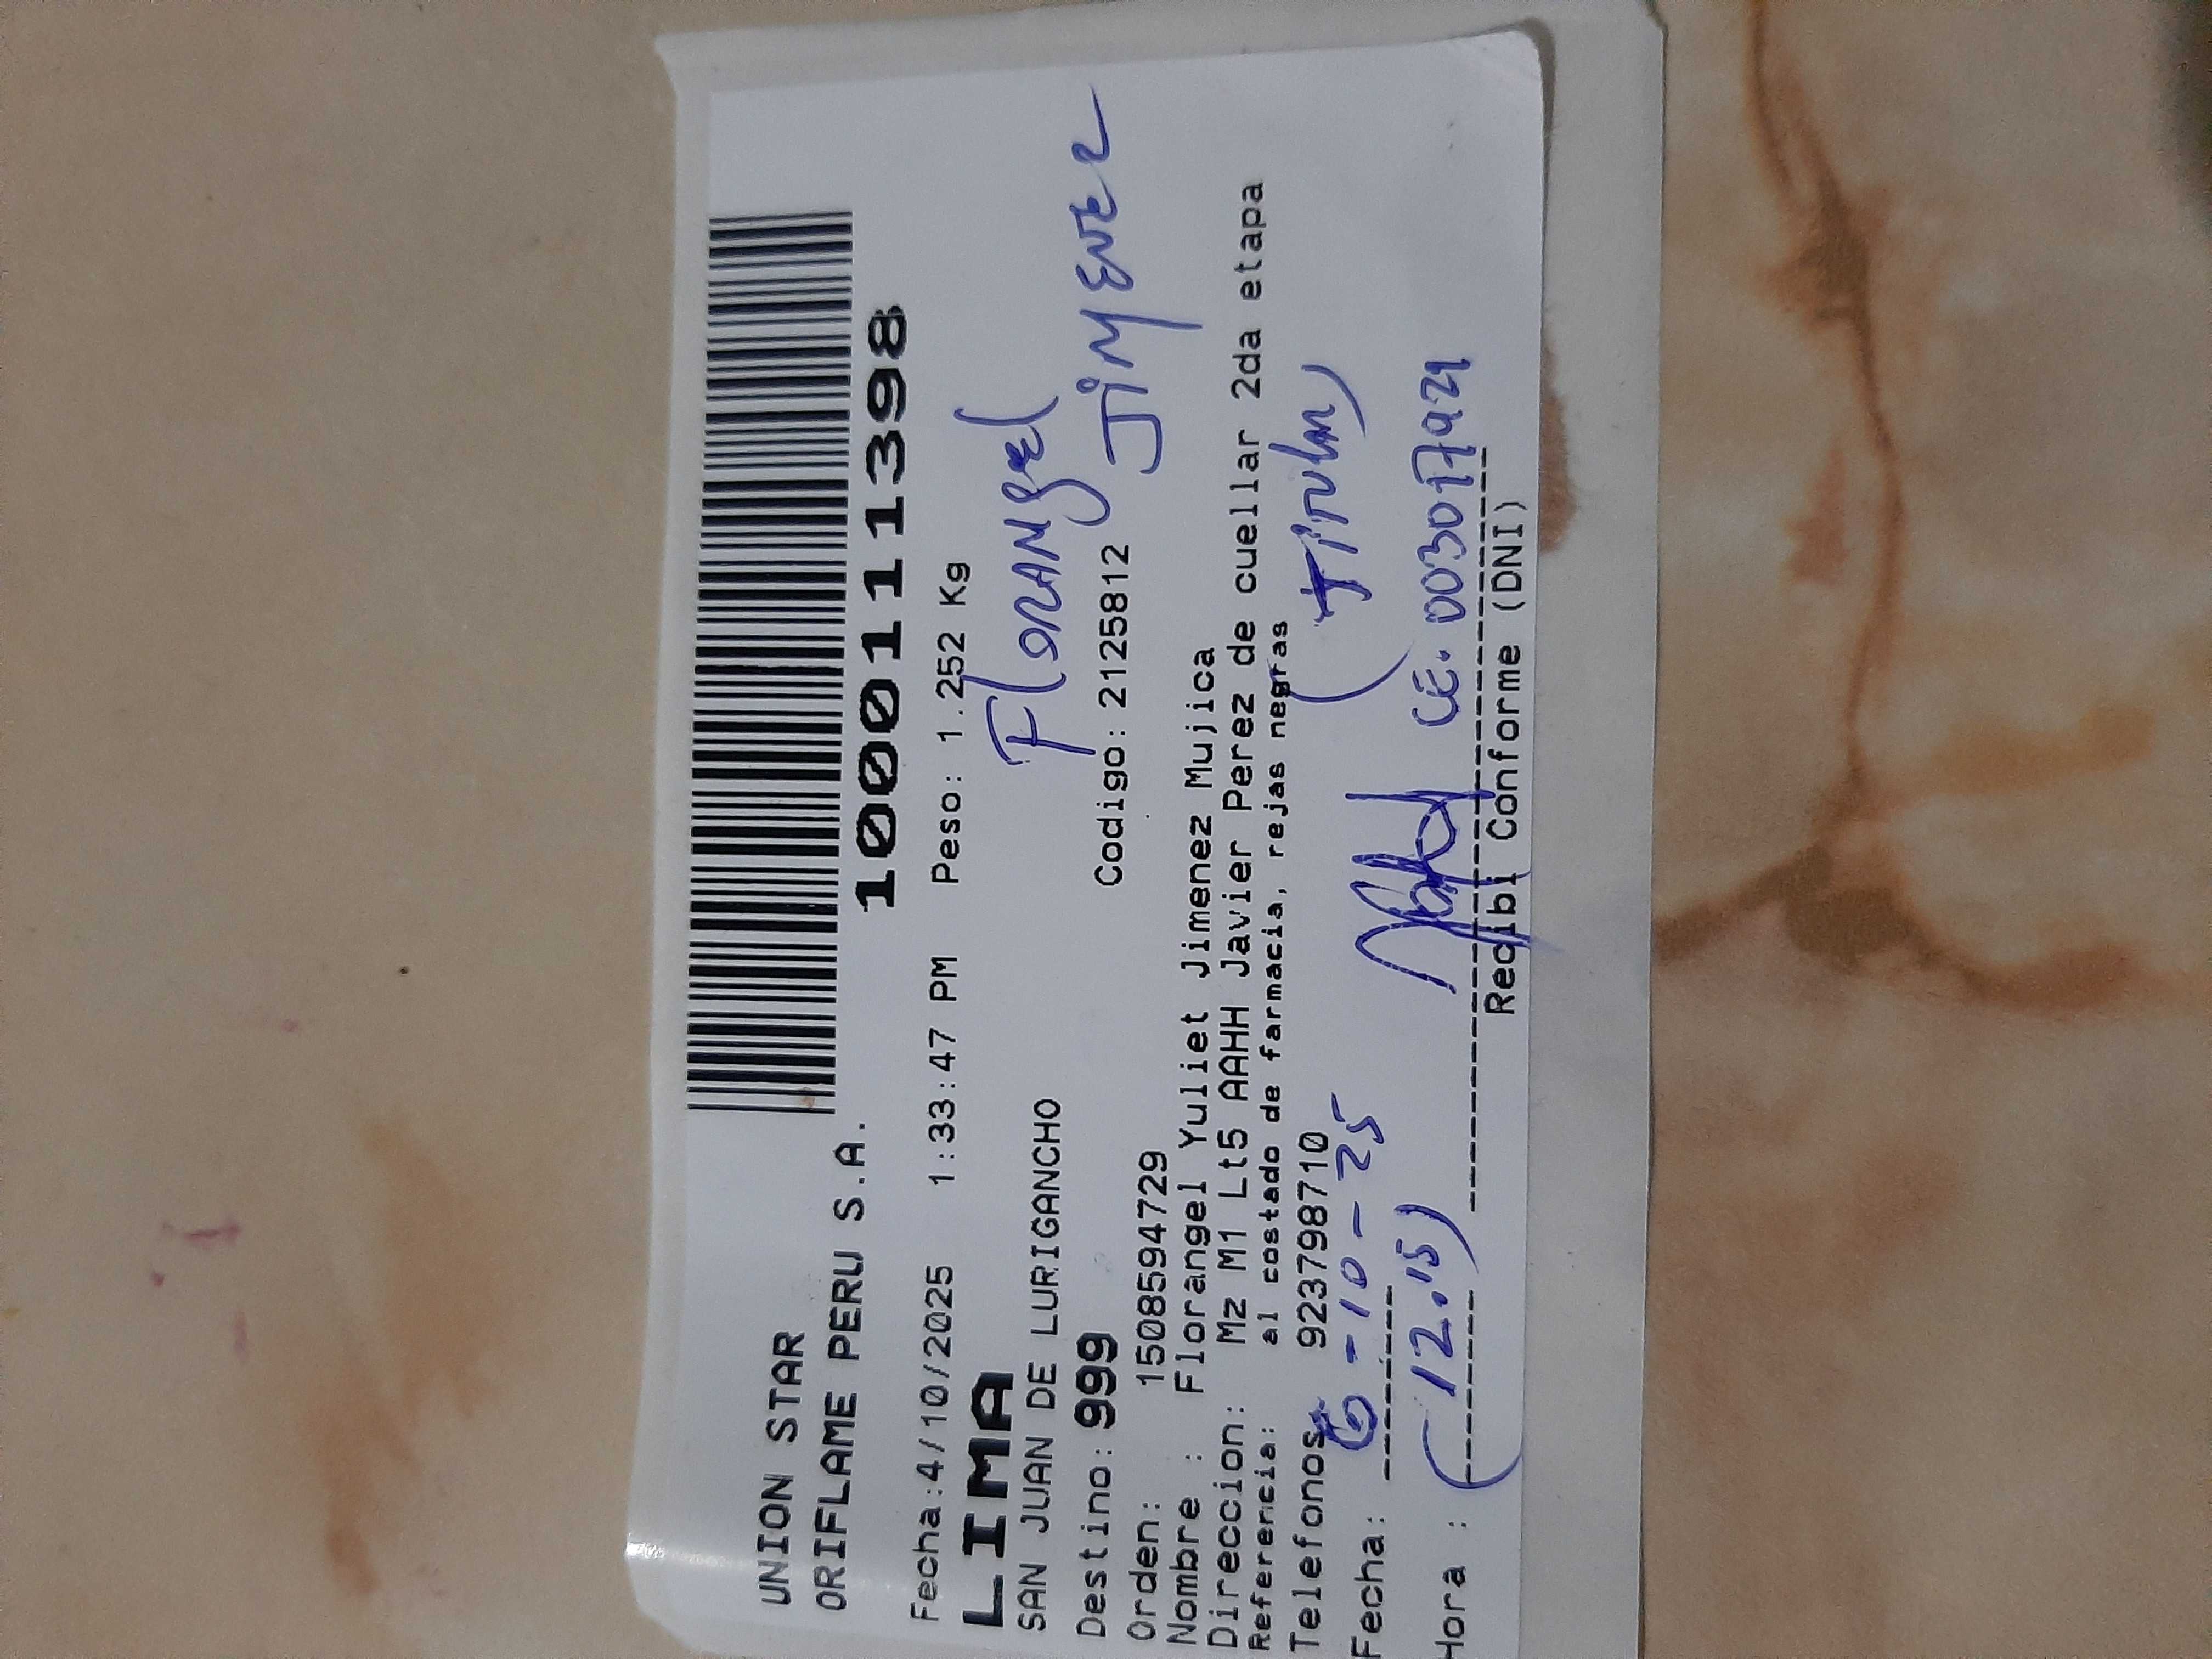 UNION STAR
ORIFLAME PERU S.A.
10001111398
Fecha:4/10/2025 1:33:47 PM Peso: 1.252 Kg
LIMA
SAN JUAN DE LURIGANCHO
Florangel
Jimenez
Destino:999 Codigo: 2125812
Orden: 1508594729
Nombre : Florangel Yuliet Jimenez Mujica
Direccion: Mz M1 Lt5 AAHH Javier Perez de cuellar 2da etapa
Referencia: al costado de farmacia, rejas negras
Telefonos 923798710
(Titular)
Fecha: 6-10-25
Hora : (12:15) CE.
Recibi Conforme (DNI)